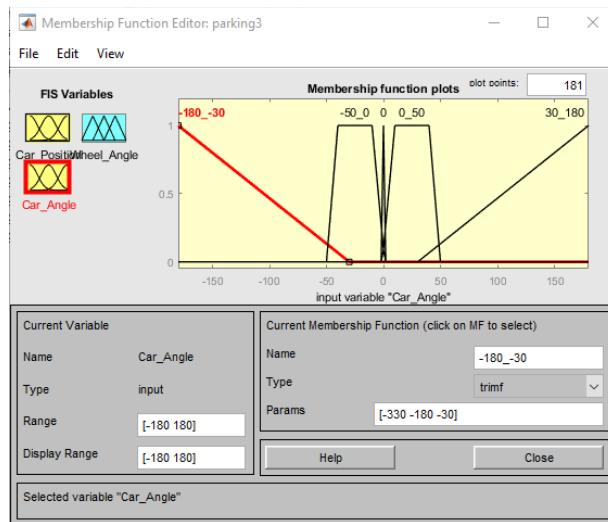 Membership Function Editor: parking3
File Edit View
FIS Variables
Car_Position Wheel_Angle
Car_Angle
Membership function plots plot points: 181
-180_-30 -50_0 0 0_50 30_180
1
0.5
0
-150 -100 -50 0 50 100 150
input variable "Car_Angle"
Current Variable
Name Car_Angle
Type input
Range [-180 180]
Display Range [-180 180]
Current Membership Function (click on MF to select)
Name -180_-30
Type trimf
Params [-330 -180 -30]
Help Close
Selected variable "Car_Angle"